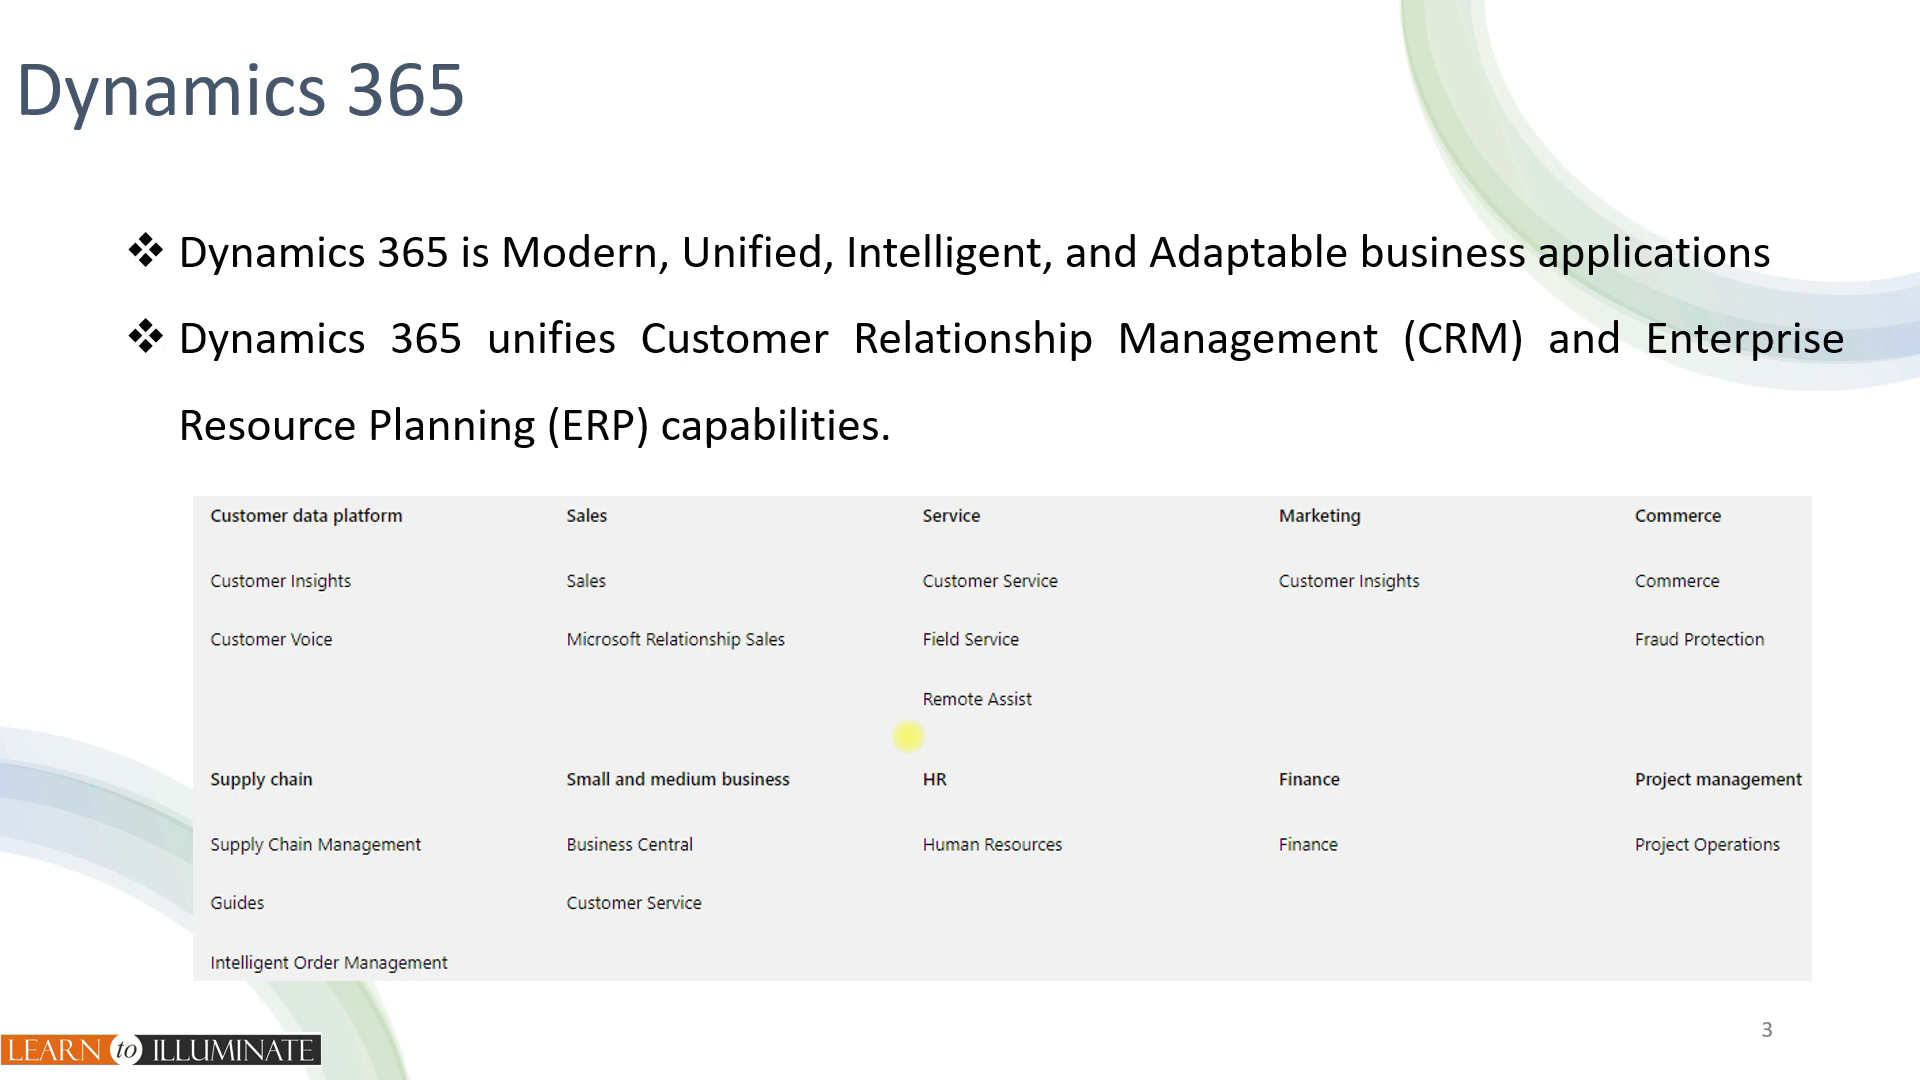 Dynamics 365
❖ Dynamics 365 is Modern, Unified, Intelligent, and Adaptable business applications
❖ Dynamics 365 unifies Customer Relationship Management (CRM) and Enterprise
Resource Planning (ERP) capabilities.
Customer data platform Sales Service Marketing Commerce
Customer Insights Sales Customer Service Customer Insights Commerce
Customer Voice Microsoft Relationship Sales Field Service Fraud Protection
Remote Assist
Supply chain Small and medium business HR Finance Project management
Supply Chain Management Business Central Human Resources Finance Project Operations
Guides Customer Service
Intelligent Order Management
3
LEARN to ILLUMINATE